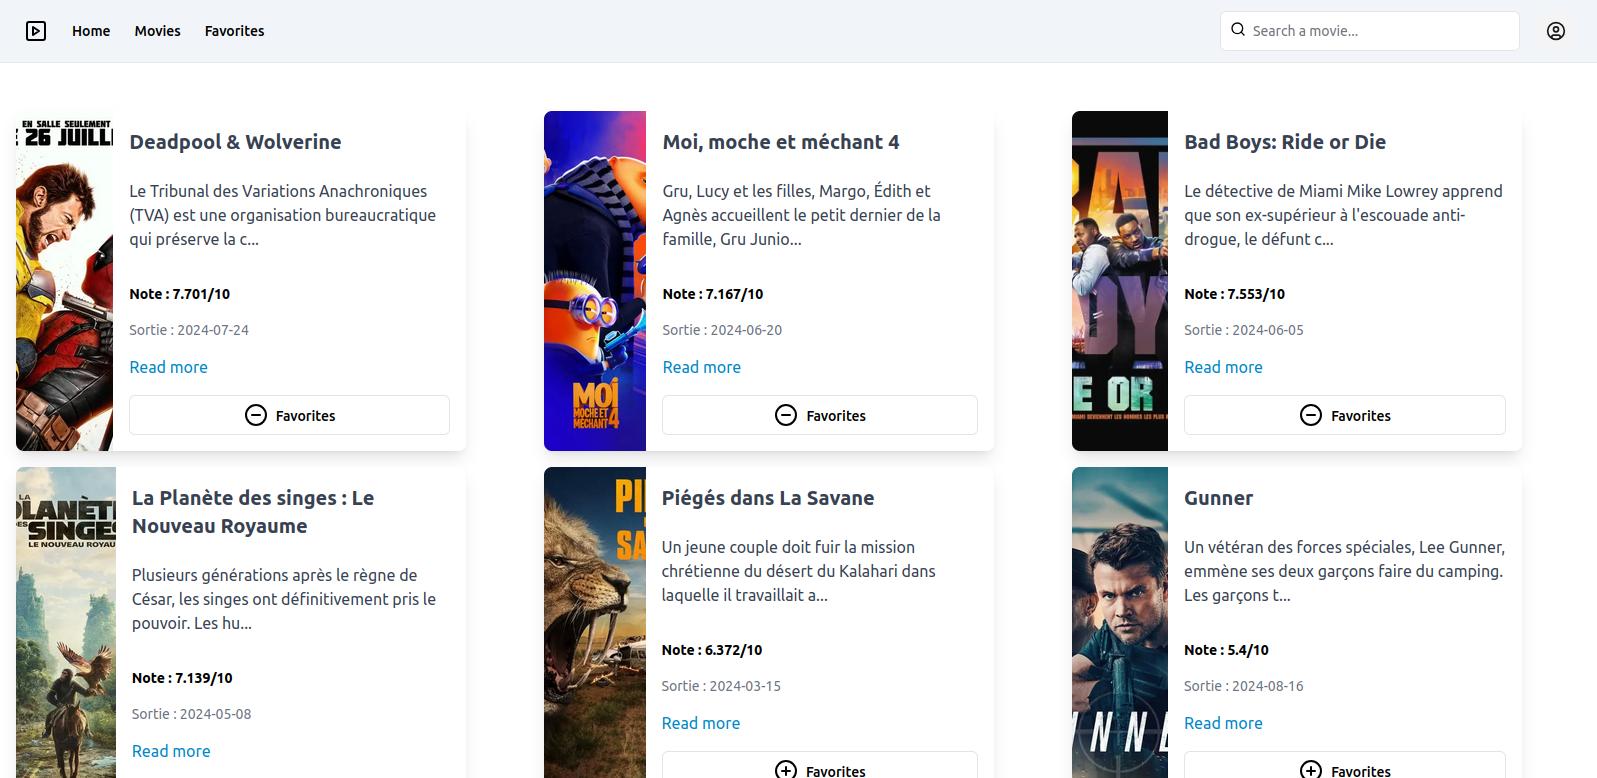 Home Movies Favorites Search a movie...
EN SALLE SEULEMENT
26 JUILL
Deadpool & Wolverine
Le Tribunal des Variations Anachroniques
(TVA) est une organisation bureaucratique
qui préserve la c...
Note : 7.701/10
Sortie : 2024-07-24
Read more
Favorites
MOI
MOCHE ET
MÉCHANT 4
Moi, moche et méchant 4
Gru, Lucy et les filles, Margo, Édith et
Agnès accueillent le petit dernier de la
famille, Gru Junio...
Note : 7.167/10
Sortie : 2024-06-20
Read more
Favorites
E OR
Bad Boys: Ride or Die
Le détective de Miami Mike Lowrey apprend
que son ex-supérieur à l'escouade anti-
drogue, le défunt c...
Note : 7.553/10
Sortie : 2024-06-05
Read more
Favorites
LA
PLANÈT
DES SINGES
LE NOUVEAU ROYAU
La Planète des singes : Le
Nouveau Royaume
Plusieurs générations après le règne de
César, les singes ont définitivement pris le
pouvoir. Les hu...
Note : 7.139/10
Sortie : 2024-05-08
Read more
PI
SA
Piégés dans La Savane
Un jeune couple doit fuir la mission
chrétienne du désert du Kalahari dans
laquelle il travaillait a...
Note : 6.372/10
Sortie : 2024-03-15
Read more
Favorites
NNE
Gunner
Un vétéran des forces spéciales, Lee Gunner,
emmène ses deux garçons faire du camping.
Les garçons t...
Note : 5.4/10
Sortie : 2024-08-16
Read more
Favorites